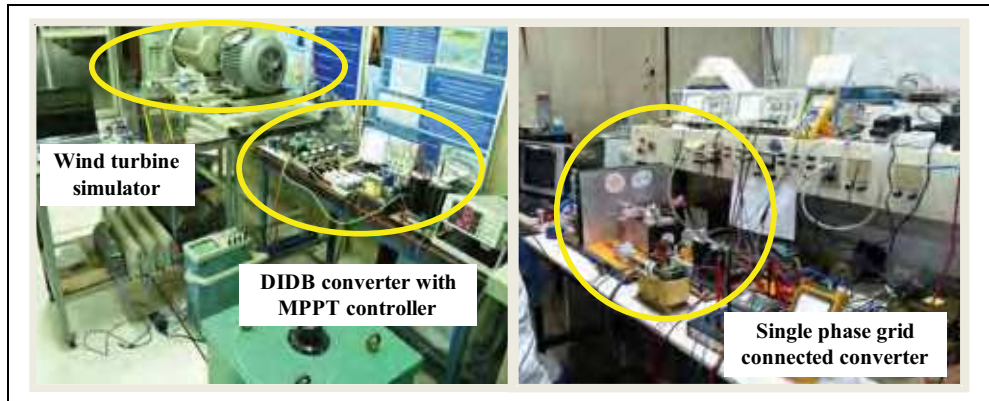 Wind turbine
simulator
DIDB converter with
MPPT controller
Single phase grid
connected converter